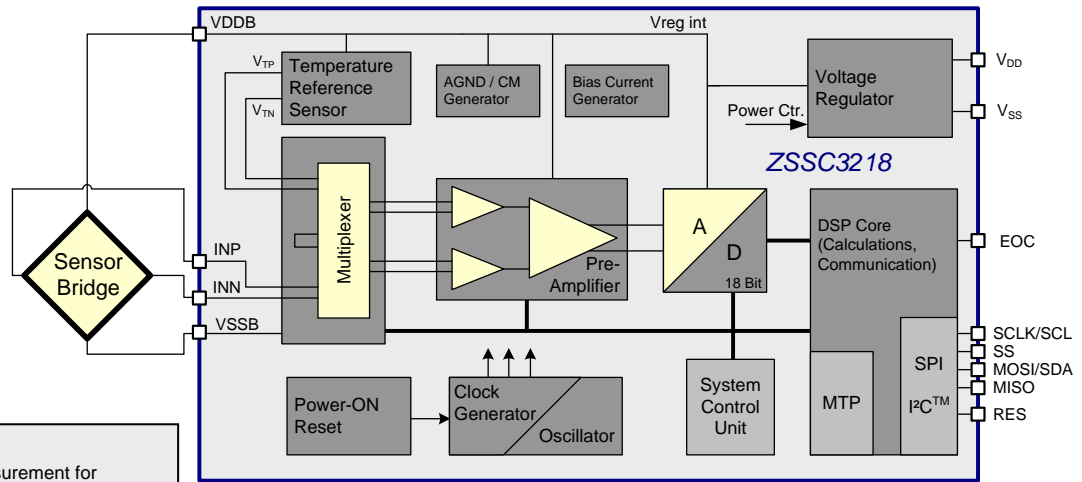 VDDB
Vreg int
VTP
VTN
Temperature
Reference
Sensor
AGND / CM
Generator
Bias Current
Generator
Voltage
Regulator
Power Ctr.
VDD
VSS
ZSSC3218
Multiplexer
Pre-
Amplifier
A
D
18 Bit
DSP Core
(Calculations,
Communication)
EOC
Sensor
Bridge
INP
INN
VSSB
SCLK/SCL
SS
MOSI/SDA
MISO
RES
SPI
I²C™
MTP
System
Control
Unit
Power-ON
Reset
Clock
Generator
Oscillator
surement for